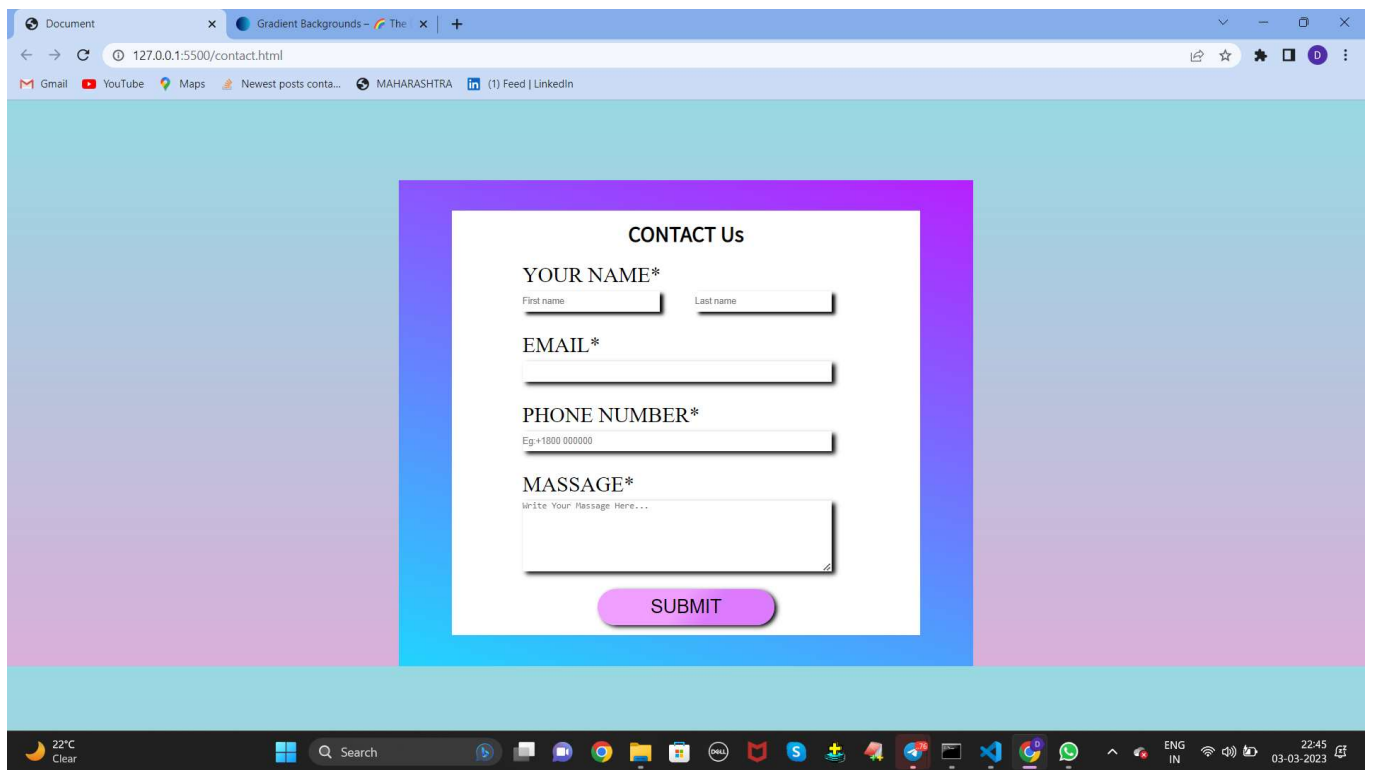 Document
Gradient Backgrounds – 🌈 The
127.0.0.1:5500/contact.html
D
Gmail YouTube Maps Newest posts conta... MAHARASHTRA (1) Feed | LinkedIn
CONTACT Us
YOUR NAME*
First name Last name
EMAIL*
PHONE NUMBER*
Eg:+1800 000000
MASSAGE*
Write Your Massage Here...
SUBMIT
22°C
Clear
Search
ENG
IN
22:45
03-03-2023